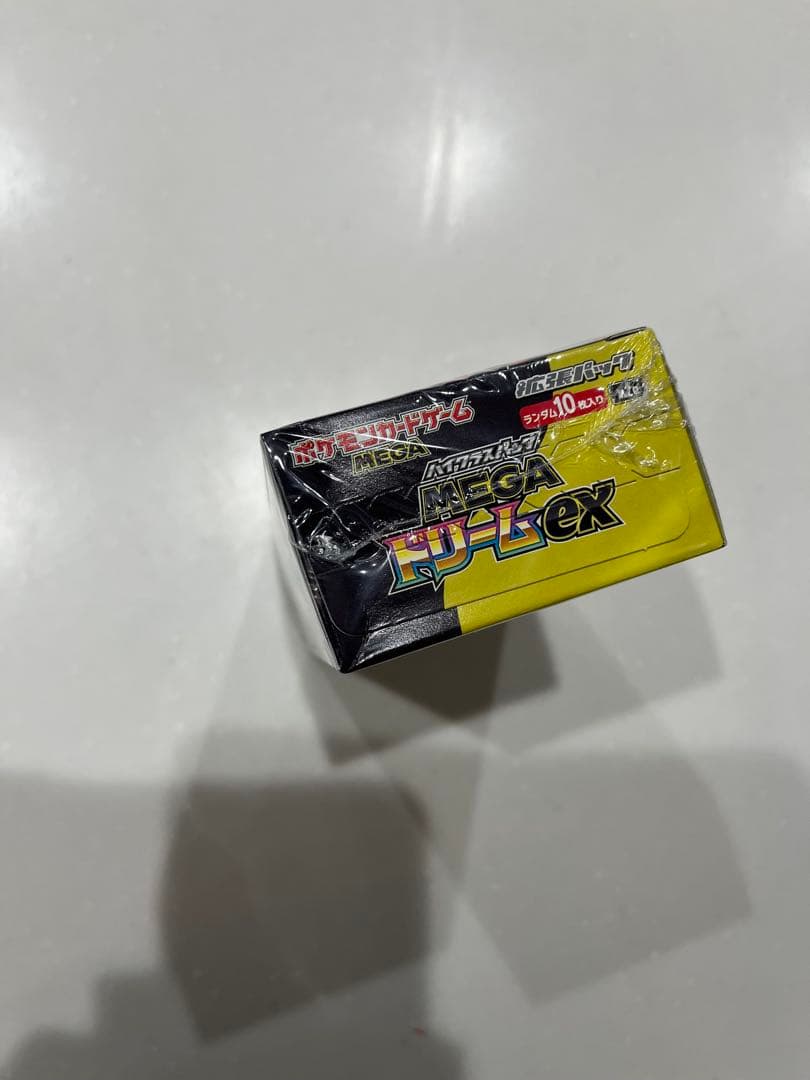 ポケモンカードゲーム
MEGA
拡張パック
ランダム10枚入り
ハイクラスパック
MEGA
ドリームex